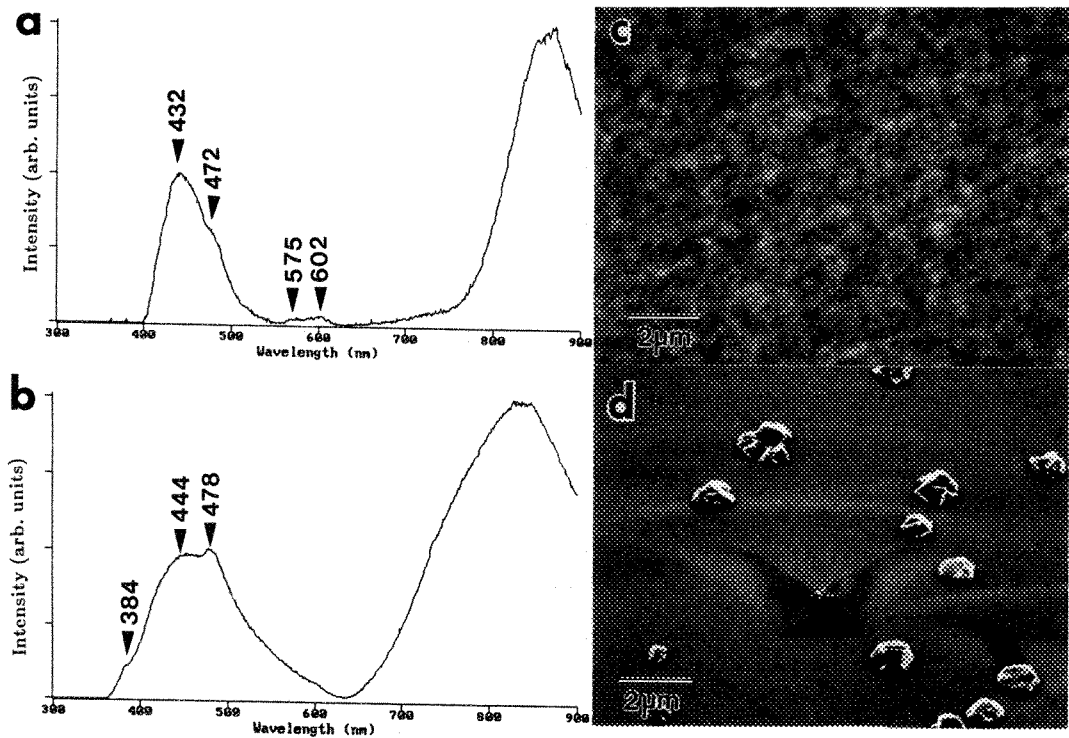 a
Intensity (arb. units)
432
472
575
602
300 400 500 600 700 800 900
Wavelength (nm)
b
Intensity (arb. units)
384
444
478
300 400 500 600 700 800 900
Wavelength (nm)
c
2μm
d
2μm